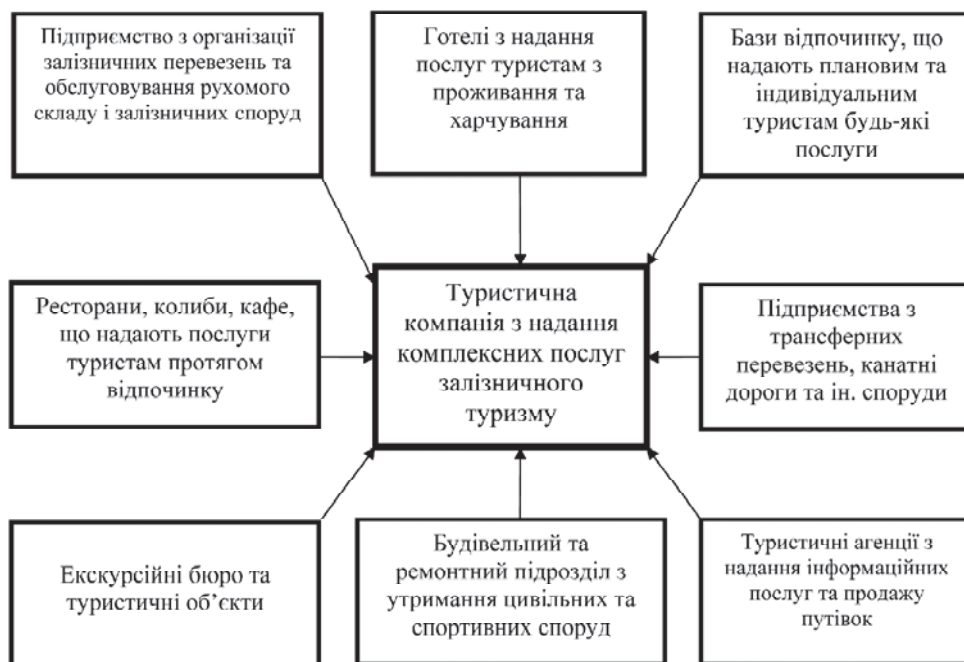 Підприємство з організації
залізничних перевезень та
обслуговування рухомого
складу і залізничних споруд
Готелі з надання
послуг туристам з
проживання та
харчування
Бази відпочинку, що
надають плановим та
індивідуальним
туристам будь-які
послуги
Ресторани, колиби, кафе,
що надають послуги
туристам протягом
відпочинку
Туристична
компанія з надання
комплексних послуг
залізничного
туризму
Підприємства з
трансферних
перевезень, канатні
дороги та ін. споруди
Екскурсійні бюро та
туристичні об’єкти
Будівельний та
ремонтний підрозділ з
утримання цивільних та
спортивних споруд
Туристичні агенції з
надання інформаційних
послуг та продажу
путівок